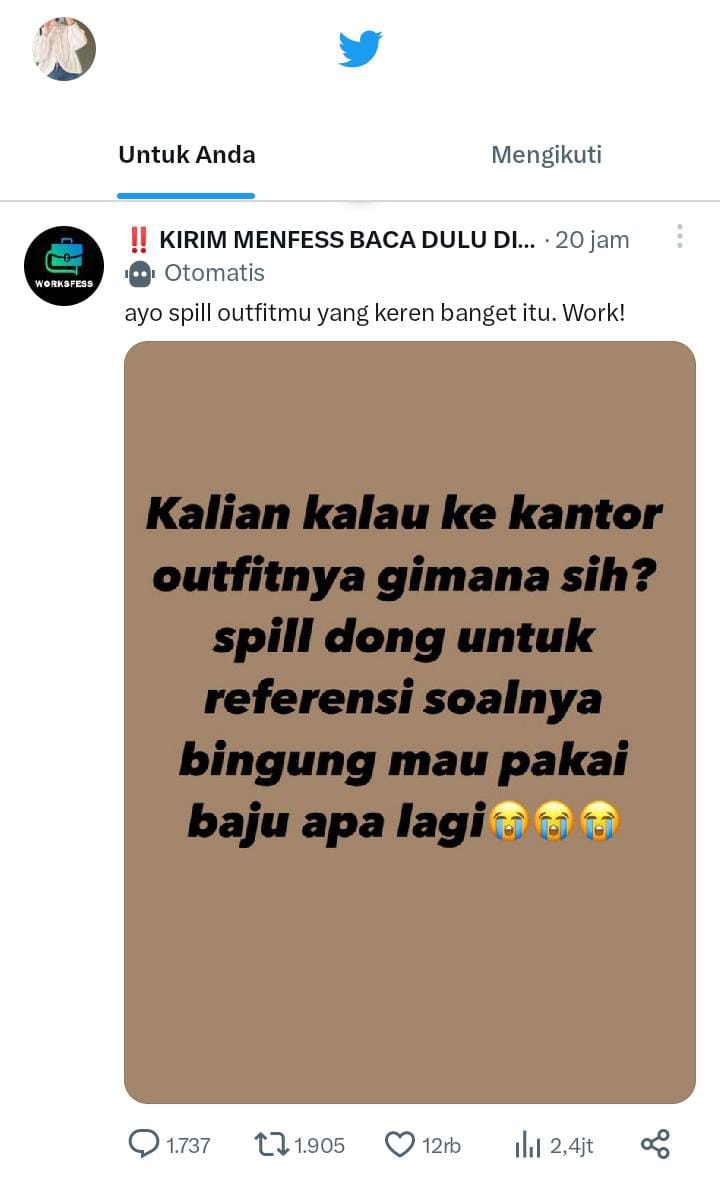 Untuk Anda
Mengikuti
WORKSFESS
‼️ KIRIM MENFESS BACA DULU DI... · 20 jam
Otomatis
ayo spill outfitmu yang keren banget itu. Work!
Kalian kalau ke kantor
outfitnya gimana sih?
spill dong untuk
referensi soalnya
bingung mau pakai
baju apa lagi😭😭😭
1.737
1.905
12rb
2,4jt